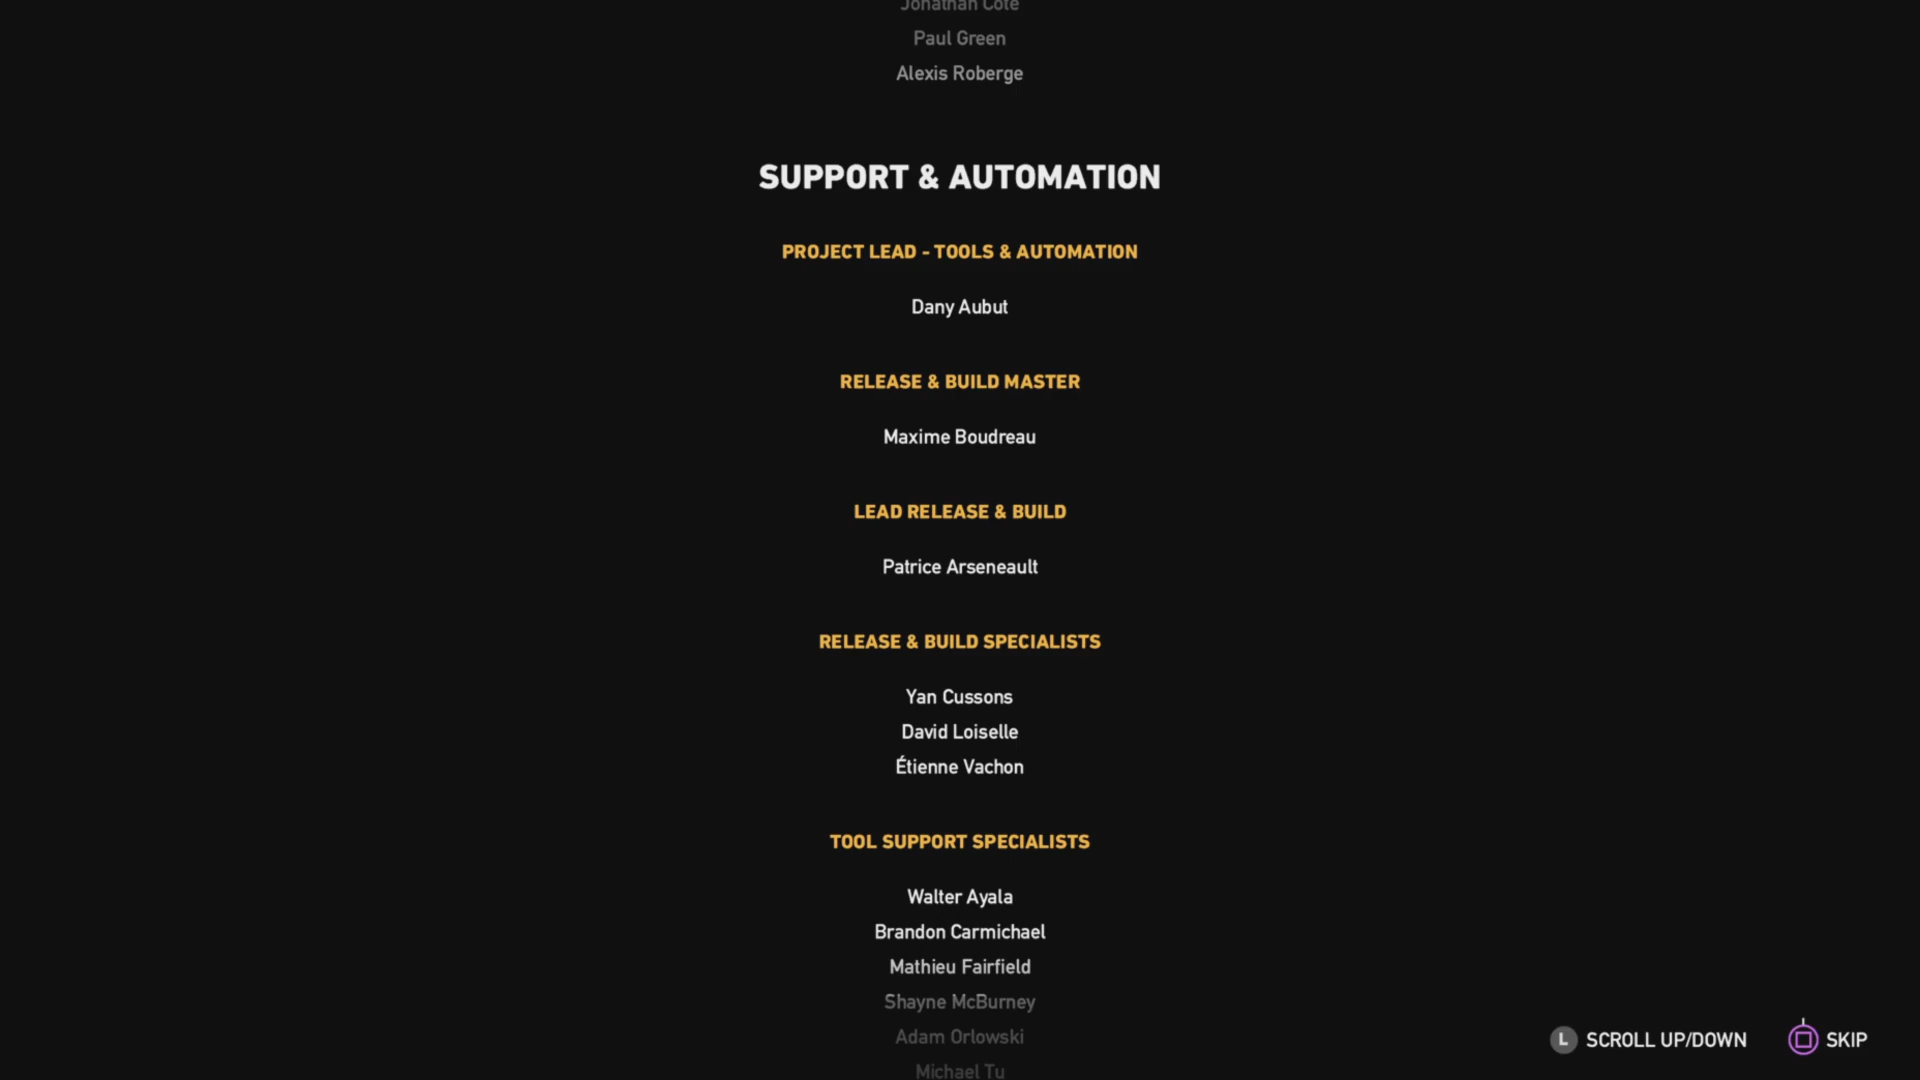 Jonathan Côté
Paul Green
Alexis Roberge
SUPPORT & AUTOMATION
PROJECT LEAD - TOOLS & AUTOMATION
Dany Aubut
RELEASE & BUILD MASTER
Maxime Boudreau
LEAD RELEASE & BUILD
Patrice Arseneault
RELEASE & BUILD SPECIALISTS
Yan Cussons
David Loiselle
Étienne Vachon
TOOL SUPPORT SPECIALISTS
Walter Ayala
Brandon Carmichael
Mathieu Fairfield
Shayne McBurney
Adam Orlowski
Michael Tu
L SCROLL UP/DOWN SKIP